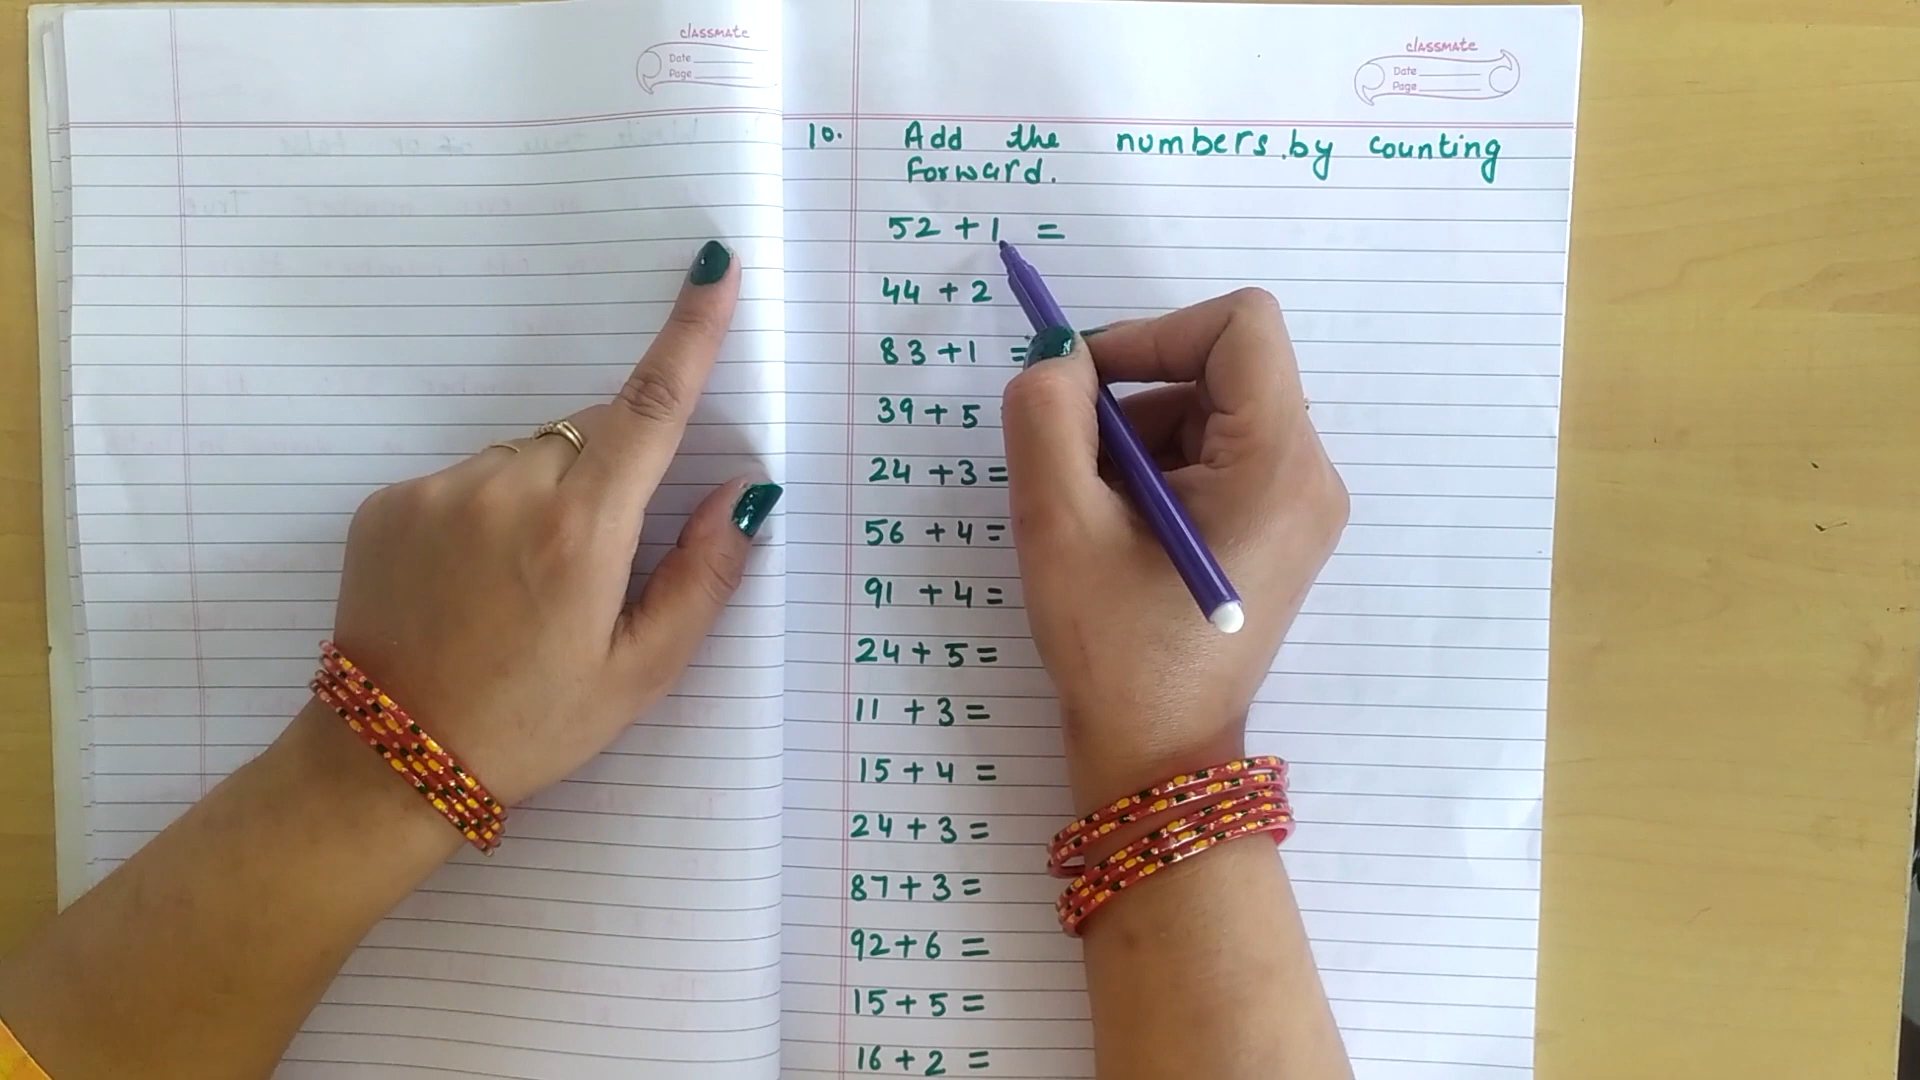 classmate
Date
Page
classmate
Date
Page
10. Add the numbers by counting
forward.
52 + 1 =
44 + 2
83 + 1 =
39 + 5
24 + 3 =
56 + 4 =
91 + 4 =
24 + 5 =
11 + 3 =
15 + 4 =
24 + 3 =
87 + 3 =
92 + 6 =
15 + 5 =
16 + 2 =